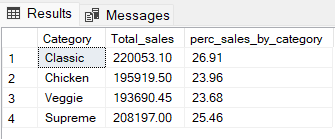 Results Messages
Category Total_sales perc_sales_by_category
1 Classic 220053.10 26.91
2 Chicken 195919.50 23.96
3 Veggie 193690.45 23.68
4 Supreme 208197.00 25.46